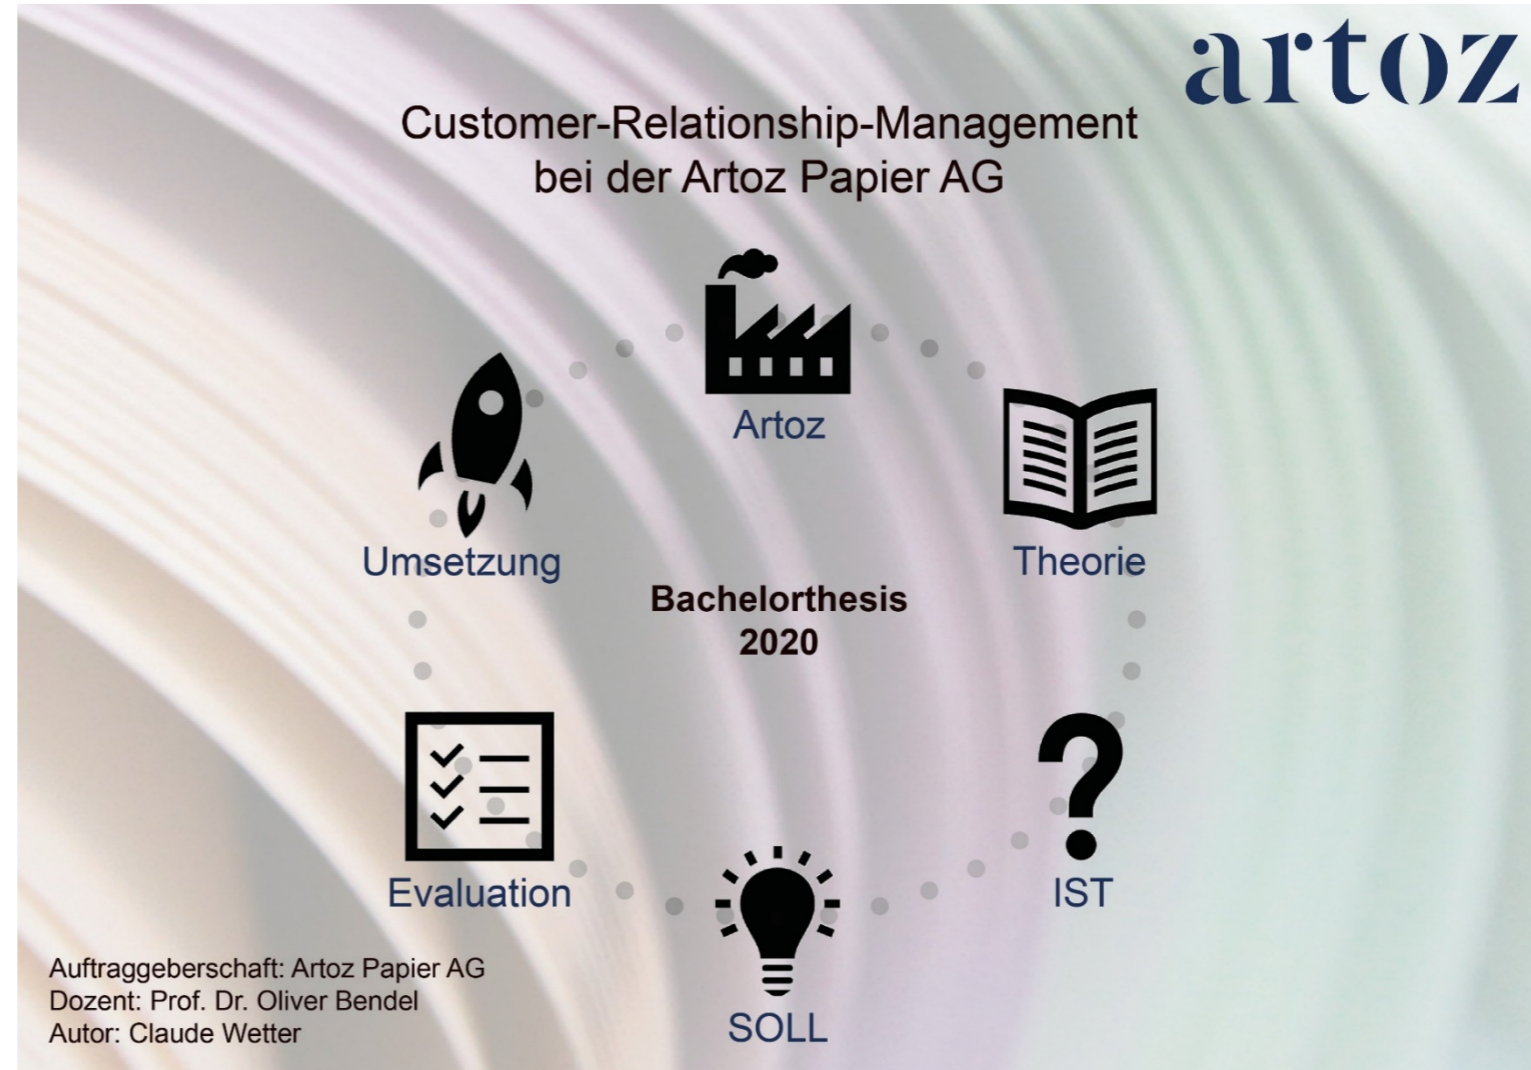 artoz
Customer-Relationship-Management
bei der Artoz Papier AG
Artoz
Theorie
IST
SOLL
Evaluation
Umsetzung
Bachelorthesis
2020
Auftraggeberschaft: Artoz Papier AG
Dozent: Prof. Dr. Oliver Bendel
Autor: Claude Wetter